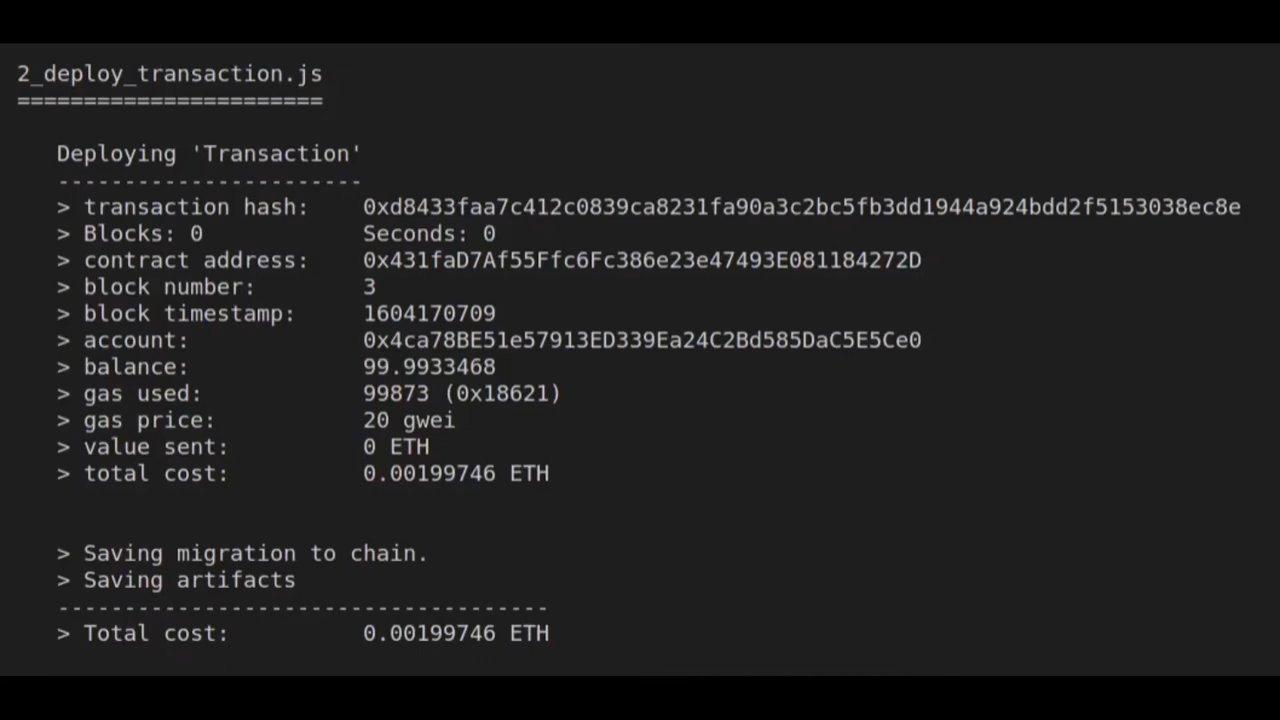 2_deploy_transaction.js
=======================
Deploying 'Transaction'
-----------------------
> transaction hash: 0xd8433faa7c412c0839ca8231fa90a3c2bc5fb3dd1944a924bdd2f5153038ec8e
> Blocks: 0 Seconds: 0
> contract address: 0x431faD7Af55Ffc6Fc386e23e47493E081184272D
> block number: 3
> block timestamp: 1604170709
> account: 0x4ca78BE51e57913ED339Ea24C2Bd585DaC5E5Ce0
> balance: 99.9933468
> gas used: 99873 (0x18621)
> gas price: 20 gwei
> value sent: 0 ETH
> total cost: 0.00199746 ETH
> Saving migration to chain.
> Saving artifacts
-------------------------------------
> Total cost: 0.00199746 ETH